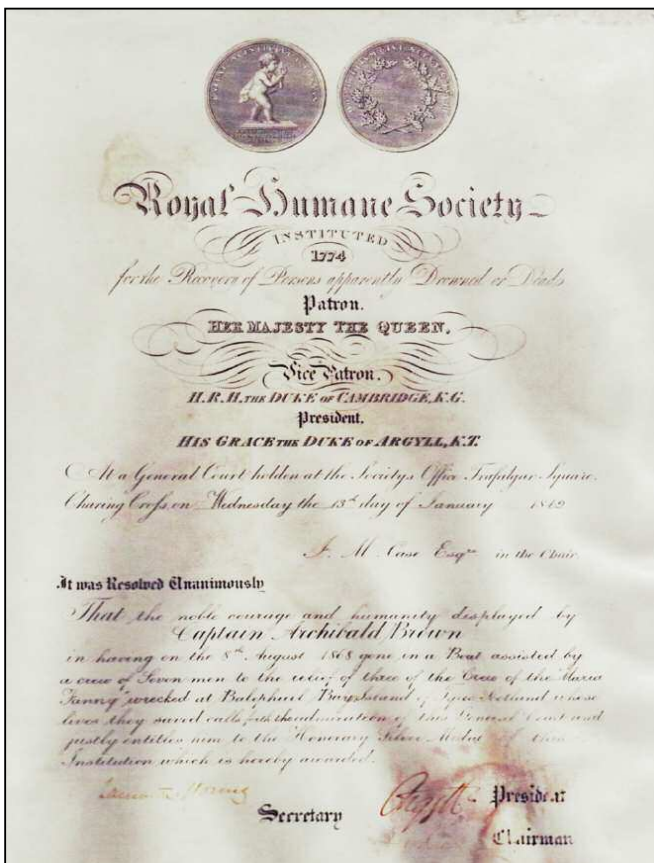 Royal Humane Society
INSTITUTED
1774
for the Recovery of Persons apparently Drowned or Dead
Patron.
HER MAJESTY THE QUEEN.
Vice Patron.
H.R.H. THE DUKE OF CAMBRIDGE, K.G.
President.
HIS GRACE THE DUKE OF ARGYLL, K.T.
At a General Court holden at the Societys Office Trafalgar Square.
Charing Cross on Wednesday the 13th day of January 1869
Case Esqre in the Chair.
It was Resolved Unanimously
That the noble courage and humanity displayed by
Captain Archibald Brown
in having on the 8th August 1868 gone in a Boat assisted by
a crew of Seven men to the relief of three of the Crew of the "Maria
Fanny" wrecked at Balephuil Bay Island of Scotland whose
lives they saved calls forth the admiration of this General Court and
justly entitles him to the Honorary Silver Medal of this
Institution which is hereby awarded.
Secretary
Argyll
President
Chairman